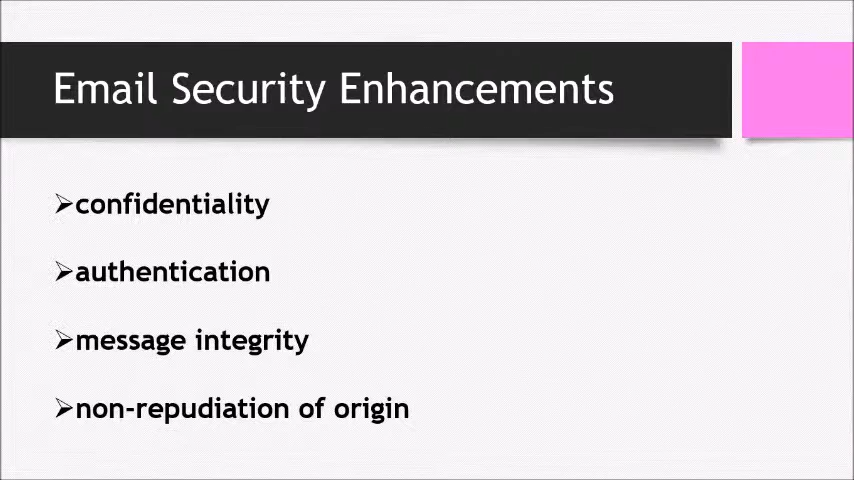 Email Security Enhancements
➢confidentiality
➢authentication
➢message integrity
➢non-repudiation of origin